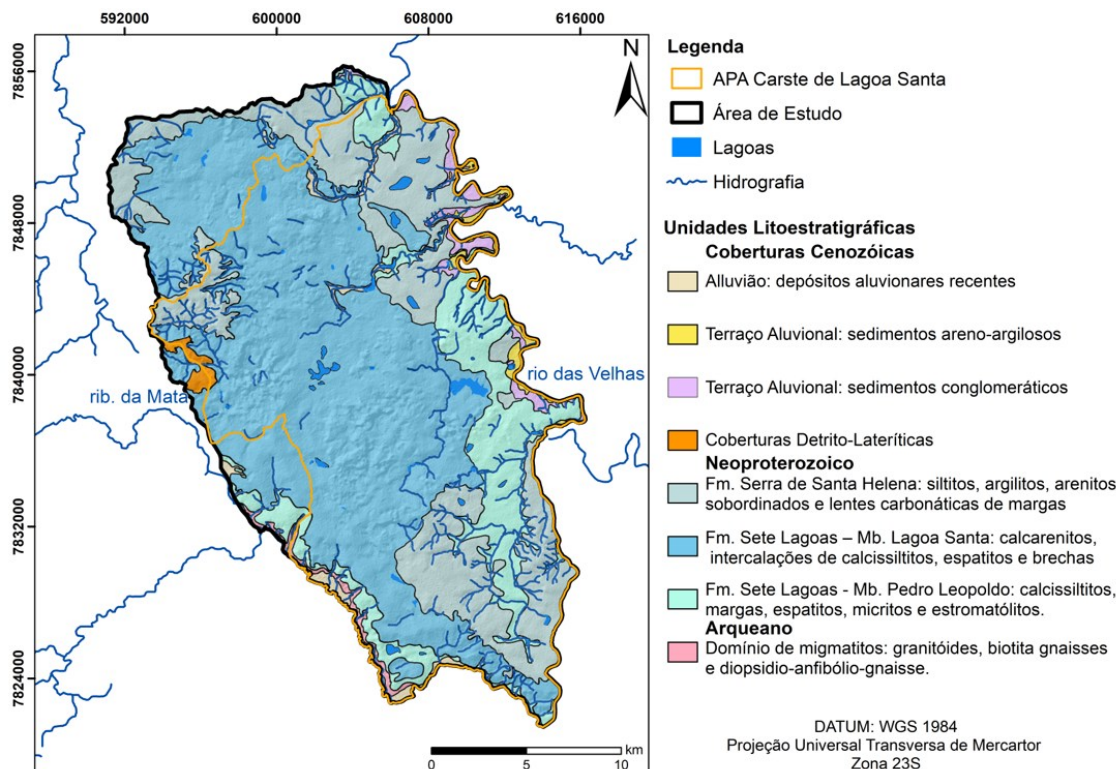 592000 600000 608000 616000
7856000
7848000
7840000
7832000
7824000
N
rib. da Mata
rio das Velhas
km
0 5 10
Legenda
APA Carste de Lagoa Santa
Área de Estudo
Lagoas
Hidrografia
Unidades Litoestratigráficas
Coberturas Cenozóicas
Alluvião: depósitos aluvionares recentes
Terraço Aluvional: sedimentos areno-argilosos
Terraço Aluvional: sedimentos conglomeráticos
Coberturas Detrito-Lateríticas
Neoproterozoico
Fm. Serra de Santa Helena: siltitos, argilitos, arenitos
sobordinados e lentes carbonáticas de margas
Fm. Sete Lagoas – Mb. Lagoa Santa: calcarenitos,
intercalações de calcissiltitos, espatitos e brechas
Fm. Sete Lagoas - Mb. Pedro Leopoldo: calcissiltitos,
margas, espatitos, micritos e estromatólitos.
Arqueano
Domínio de migmatitos: granitóides, biotita gnaisses
e diopsidio-anfibólio-gnaisse.
DATUM: WGS 1984
Projeção Universal Transversa de Mercartor
Zona 23S